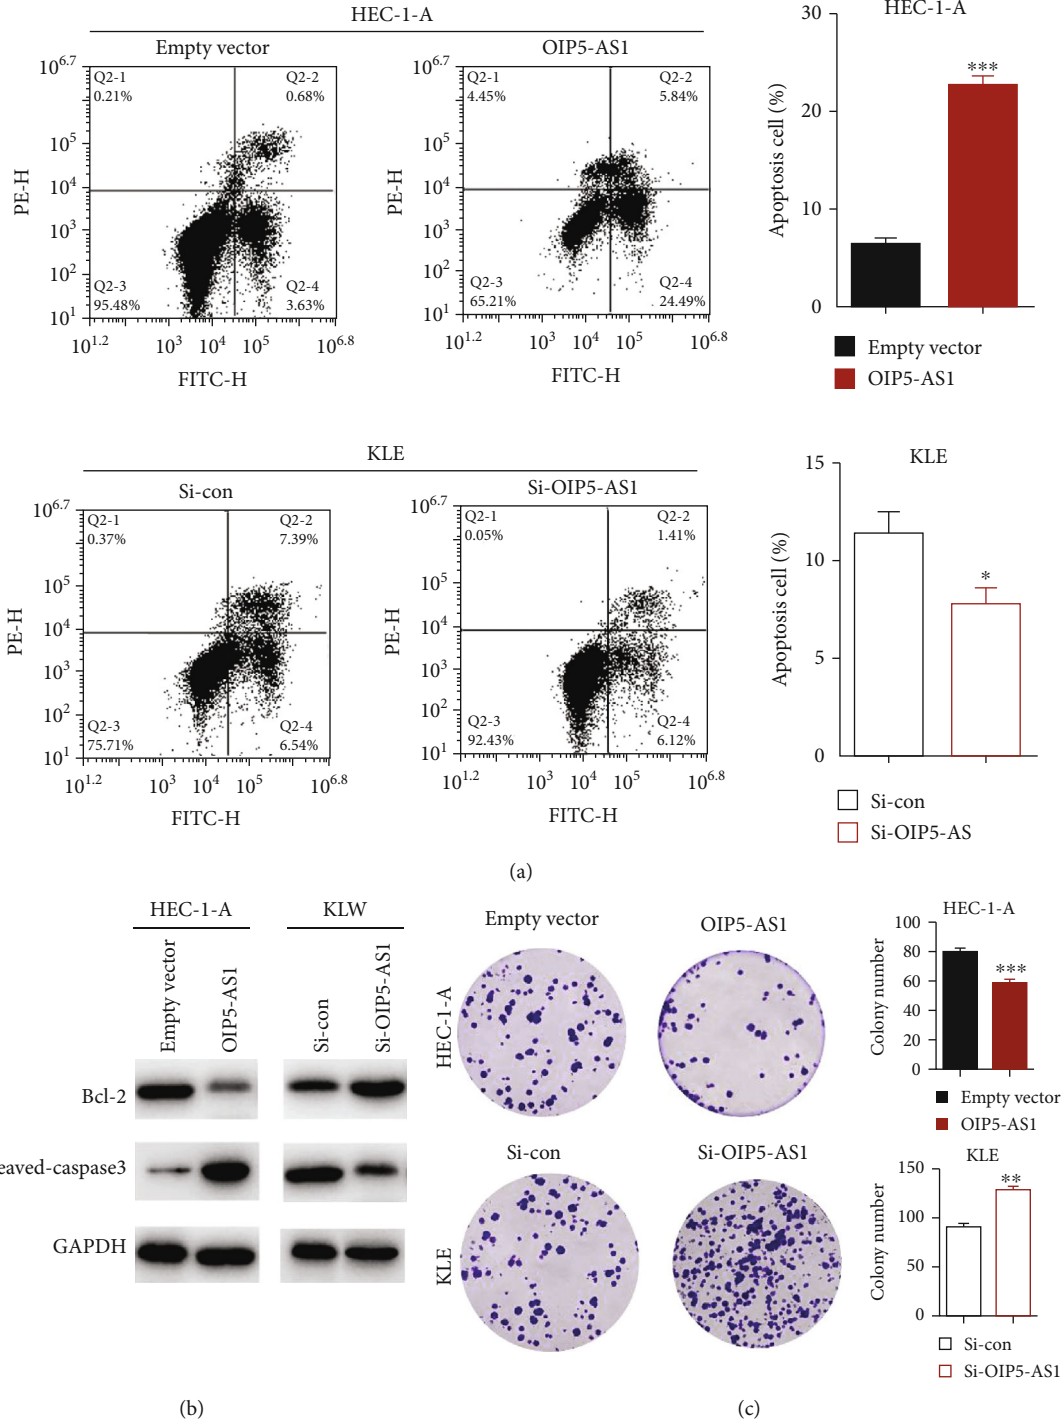 HEC-1-A
Empty vector
OIP5-AS1
10^6.7
10^5
10^4
10^3
10^2
10^1
PE-H
Q2-1
0.21%
Q2-2
0.68%
Q2-3
95.48%
Q2-4
3.63%
10^1.2 10^3 10^4 10^5 10^6.8
FITC-H
10^6.7
10^5
10^4
10^3
10^2
10^1
PE-H
Q2-1
4.45%
Q2-2
5.84%
Q2-3
65.21%
Q2-4
24.49%
10^1.2 10^3 10^4 10^5 10^6.8
FITC-H
HEC-1-A
30
20
10
0
Apoptosis cell (%)
***
Empty vector
OIP5-AS1
KLE
Si-con
Si-OIP5-AS1
10^6.7
10^5
10^4
10^3
10^2
10^1
PE-H
Q2-1
0.37%
Q2-2
7.39%
Q2-3
75.71%
Q2-4
6.54%
10^1.2 10^3 10^4 10^5 10^6.8
FITC-H
10^6.7
10^5
10^4
10^3
10^2
10^1
PE-H
Q2-1
0.05%
Q2-2
1.41%
Q2-3
92.43%
Q2-4
6.12%
10^1.2 10^3 10^4 10^5 10^6.8
FITC-H
KLE
15
10
5
0
Apoptosis cell (%)
*
Si-con
Si-OIP5-AS
(a)
HEC-1-A
KLW
Empty vector
OIP5-AS1
Si-con
Si-OIP5-AS1
Bcl-2
eaved-caspase3
GAPDH
(b)
Empty vector
OIP5-AS1
HEC-1-A
Si-con
Si-OIP5-AS1
KLE
HEC-1-A
100
80
60
40
20
0
Colony number
***
Empty vector
OIP5-AS1
KLE
150
100
50
0
Colony number
**
Si-con
Si-OIP5-AS1
(c)